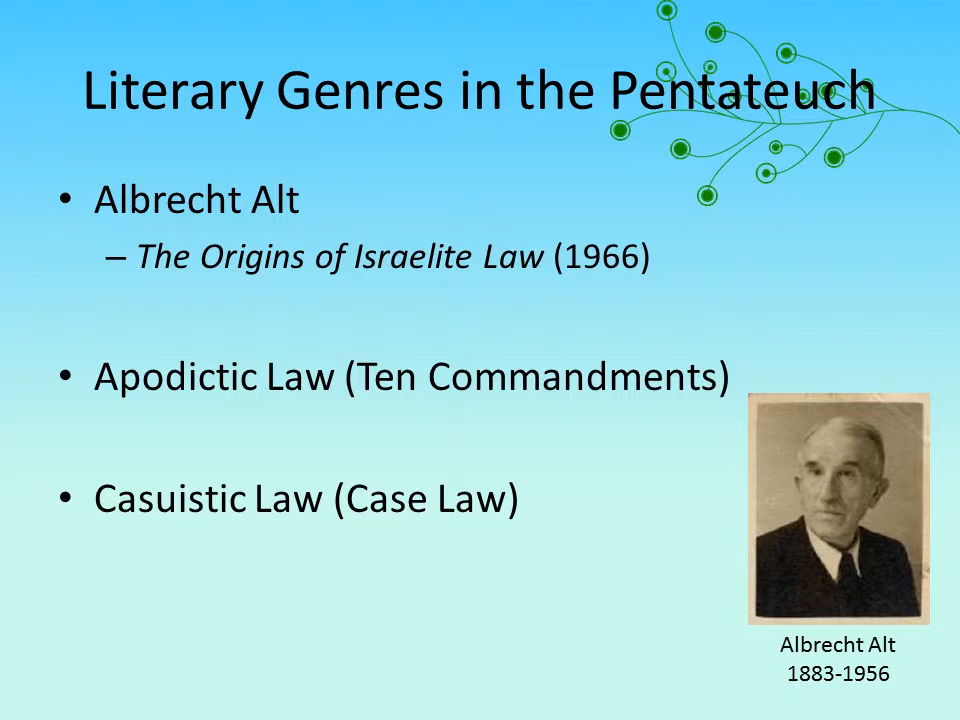 Literary Genres in the Pentateuch
• Albrecht Alt
– The Origins of Israelite Law (1966)
• Apodictic Law (Ten Commandments)
• Casuistic Law (Case Law)
Albrecht Alt
1883-1956